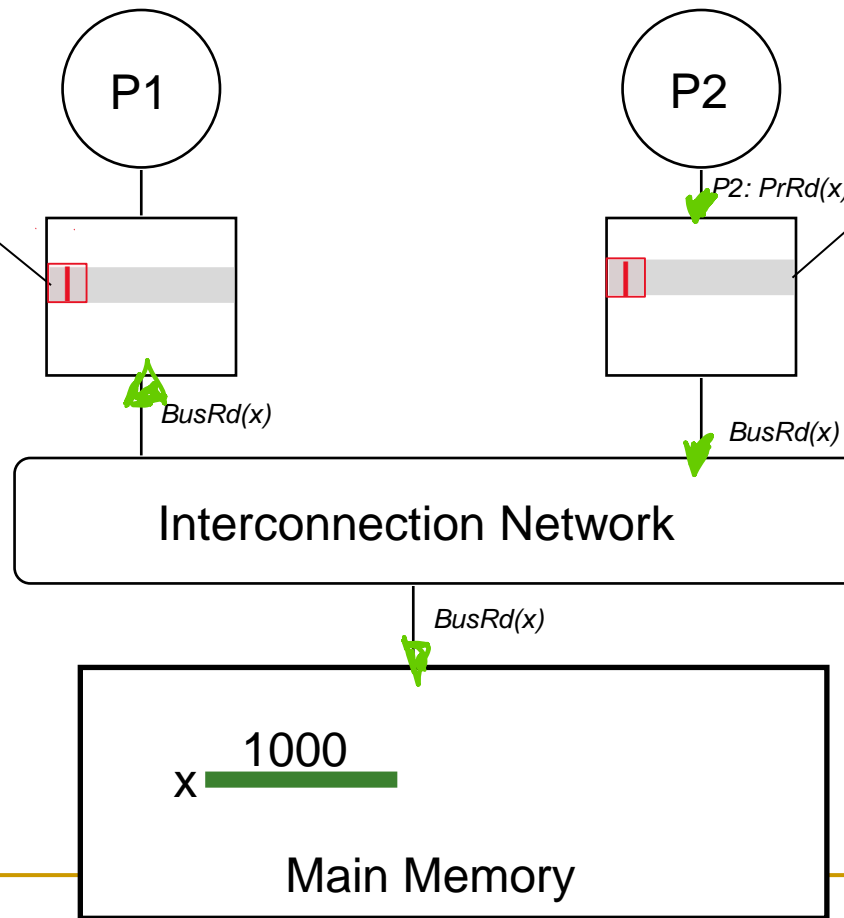 P1
P2
P2: PrRd(x)
I
I
BusRd(x)
BusRd(x)
Interconnection Network
BusRd(x)
1000
x
Main Memory